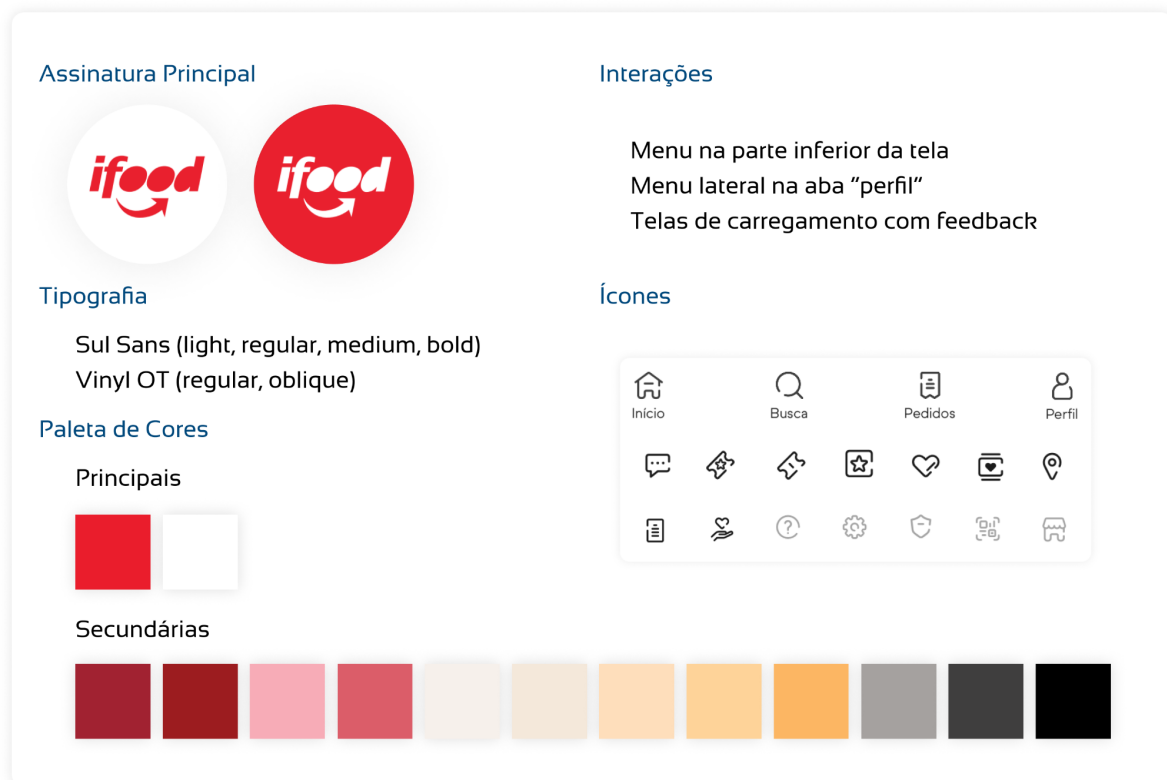 Assinatura Principal
ifood
ifood
Tipografia
Sul Sans (light, regular, medium, bold)
Vinyl OT (regular, oblique)
Paleta de Cores
Principais
Secundárias
Interações
Menu na parte inferior da tela
Menu lateral na aba “perfil“
Telas de carregamento com feedback
Ícones
Início
Busca
Pedidos
Perfil